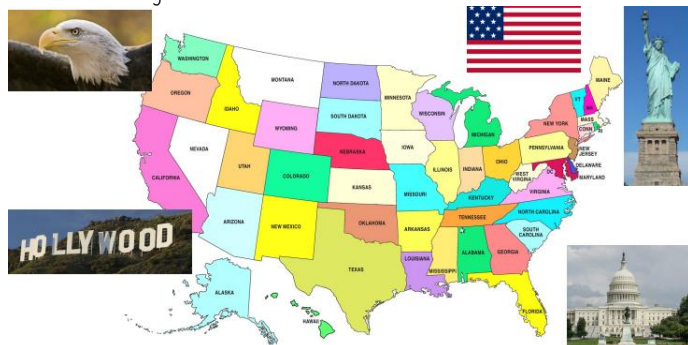 WASHINGTON
MONTANA
NORTH DAKOTA
MINNESOTA
MAINE
OREGON
IDAHO
SOUTH DAKOTA
WISCONSIN
VT
NH
WYOMING
MICHIGAN
NEW YORK
MASS
CONN
NEVADA
NEBRASKA
IOWA
PENNSYLVANIA
NEW
JERSEY
UTAH
COLORADO
ILLINOIS
INDIANA
OHIO
DELAWARE
WEST
VIRGINIA
DC
MARYLAND
CALIFORNIA
KANSAS
MISSOURI
KENTUCKY
VIRGINIA
ARIZONA
NEW MEXICO
OKLAHOMA
ARKANSAS
TENNESSEE
NORTH CAROLINA
SOUTH
CAROLINA
HOLLYWOOD
TEXAS
LOUISIANA
MISSISSIPPI
ALABAMA
GEORGIA
ALASKA
HAWAII
FLORIDA